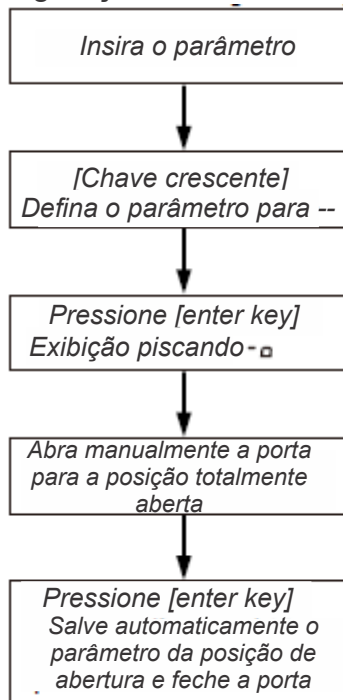 Insira o parâmetro
[Chave crescente]
Defina o parâmetro para --
Pressione [enter key]
Exibição piscando-o
Abra manualmente a porta
para a posição totalmente
aberta
Pressione [enter key]
Salve automaticamente o
parâmetro da posição de
abertura e feche a porta